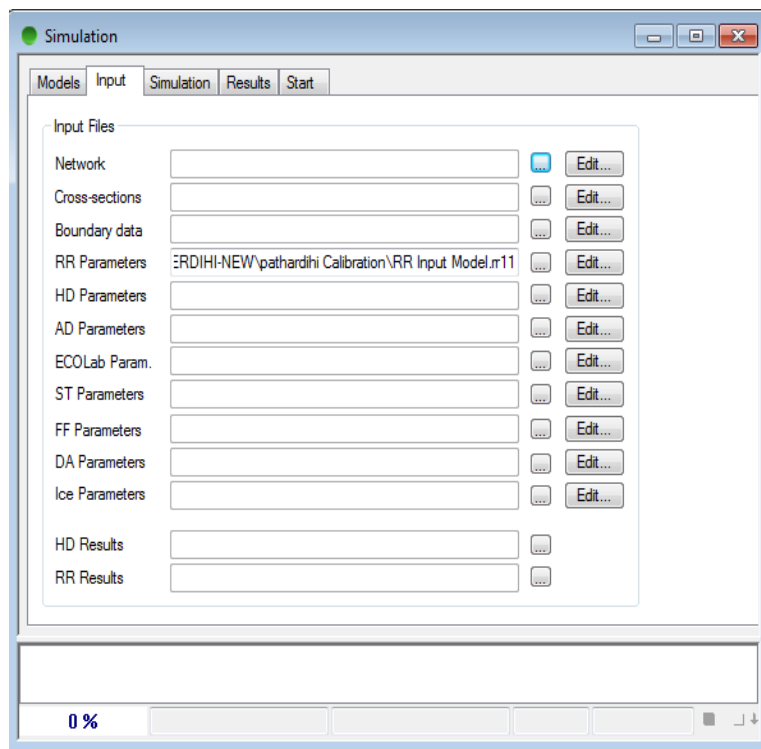 Simulation
Models Input Simulation Results Start
Input Files
Network ... Edit...
Cross-sections ... Edit...
Boundary data ... Edit...
RR Parameters ERDIHI-NEW\pathardihi Calibration\RR Input Model.rr11 ... Edit...
HD Parameters ... Edit...
AD Parameters ... Edit...
ECOLab Param. ... Edit...
ST Parameters ... Edit...
FF Parameters ... Edit...
DA Parameters ... Edit...
Ice Parameters ... Edit...
HD Results ...
RR Results ...
0 %